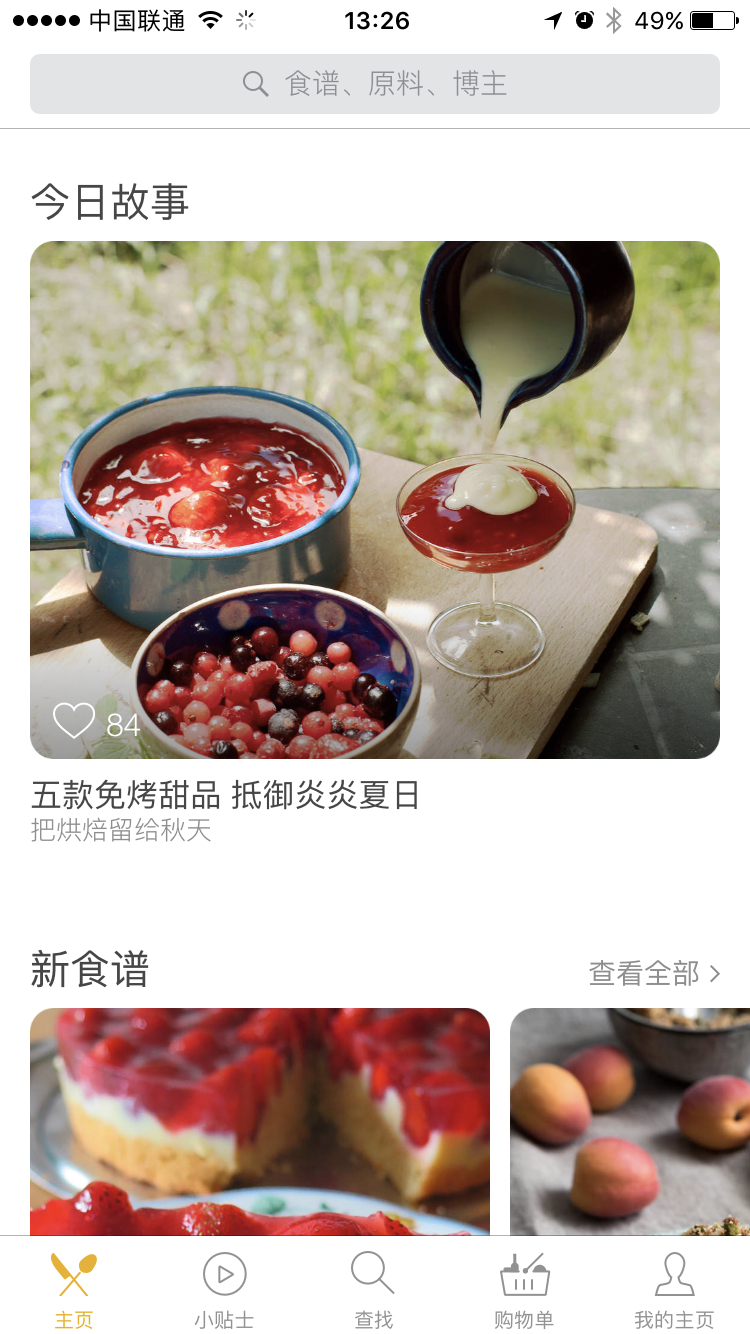 中国联通
13:26
49%
食谱、原料、博主
今日故事
84
五款免烤甜品 抵御炎炎夏日
把烘焙留给秋天
新食谱
查看全部
主页
小贴士
查找
购物单
我的主页